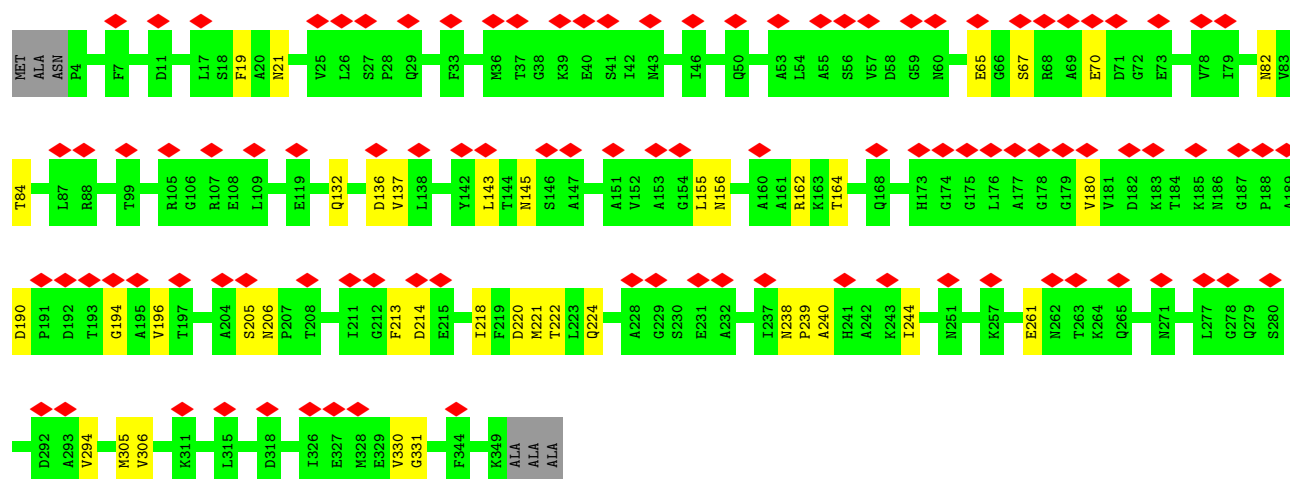 MET ALA ASN P4 F7 D11 L17 S18 F19 A20 N21 V25 L26 S27 P28 Q29 F33 M36 T37 G38 K39 E40 S41 I42 N43 I46 Q50 A53 L54 A55 S56 V57 D58 G59 N60 E65 G66 S67 R68 A69 E70 D71 G72 E73 V78 I79 N82 V83
T84 L87 R88 T99 R105 G106 R107 E108 L109 E119 Q132 D136 V137 L138 Y142 L143 T144 N145 S146 A147 A151 V152 A153 G154 L155 N156 A160 A161 R162 K163 T164 Q168 H173 G174 G175 L176 A177 G178 G179 V180 V181 D182 K183 T184 K185 N186 G187 P188 A189
D190 P191 D192 T193 G194 A195 V196 T197 A204 S205 N206 P207 T208 I211 G212 F213 D214 E215 I218 F219 D220 M221 T222 L223 Q224 A228 G229 S230 E231 A232 I237 N238 P239 A240 H241 A242 K243 I244 N251 K257 E261 N262 T263 K264 Q265 N271 L277 G278 Q279 S280
D292 A293 V294 M305 V306 K311 L315 D318 I326 E327 M328 E329 V330 G331 F344 K349 ALA ALA ALA